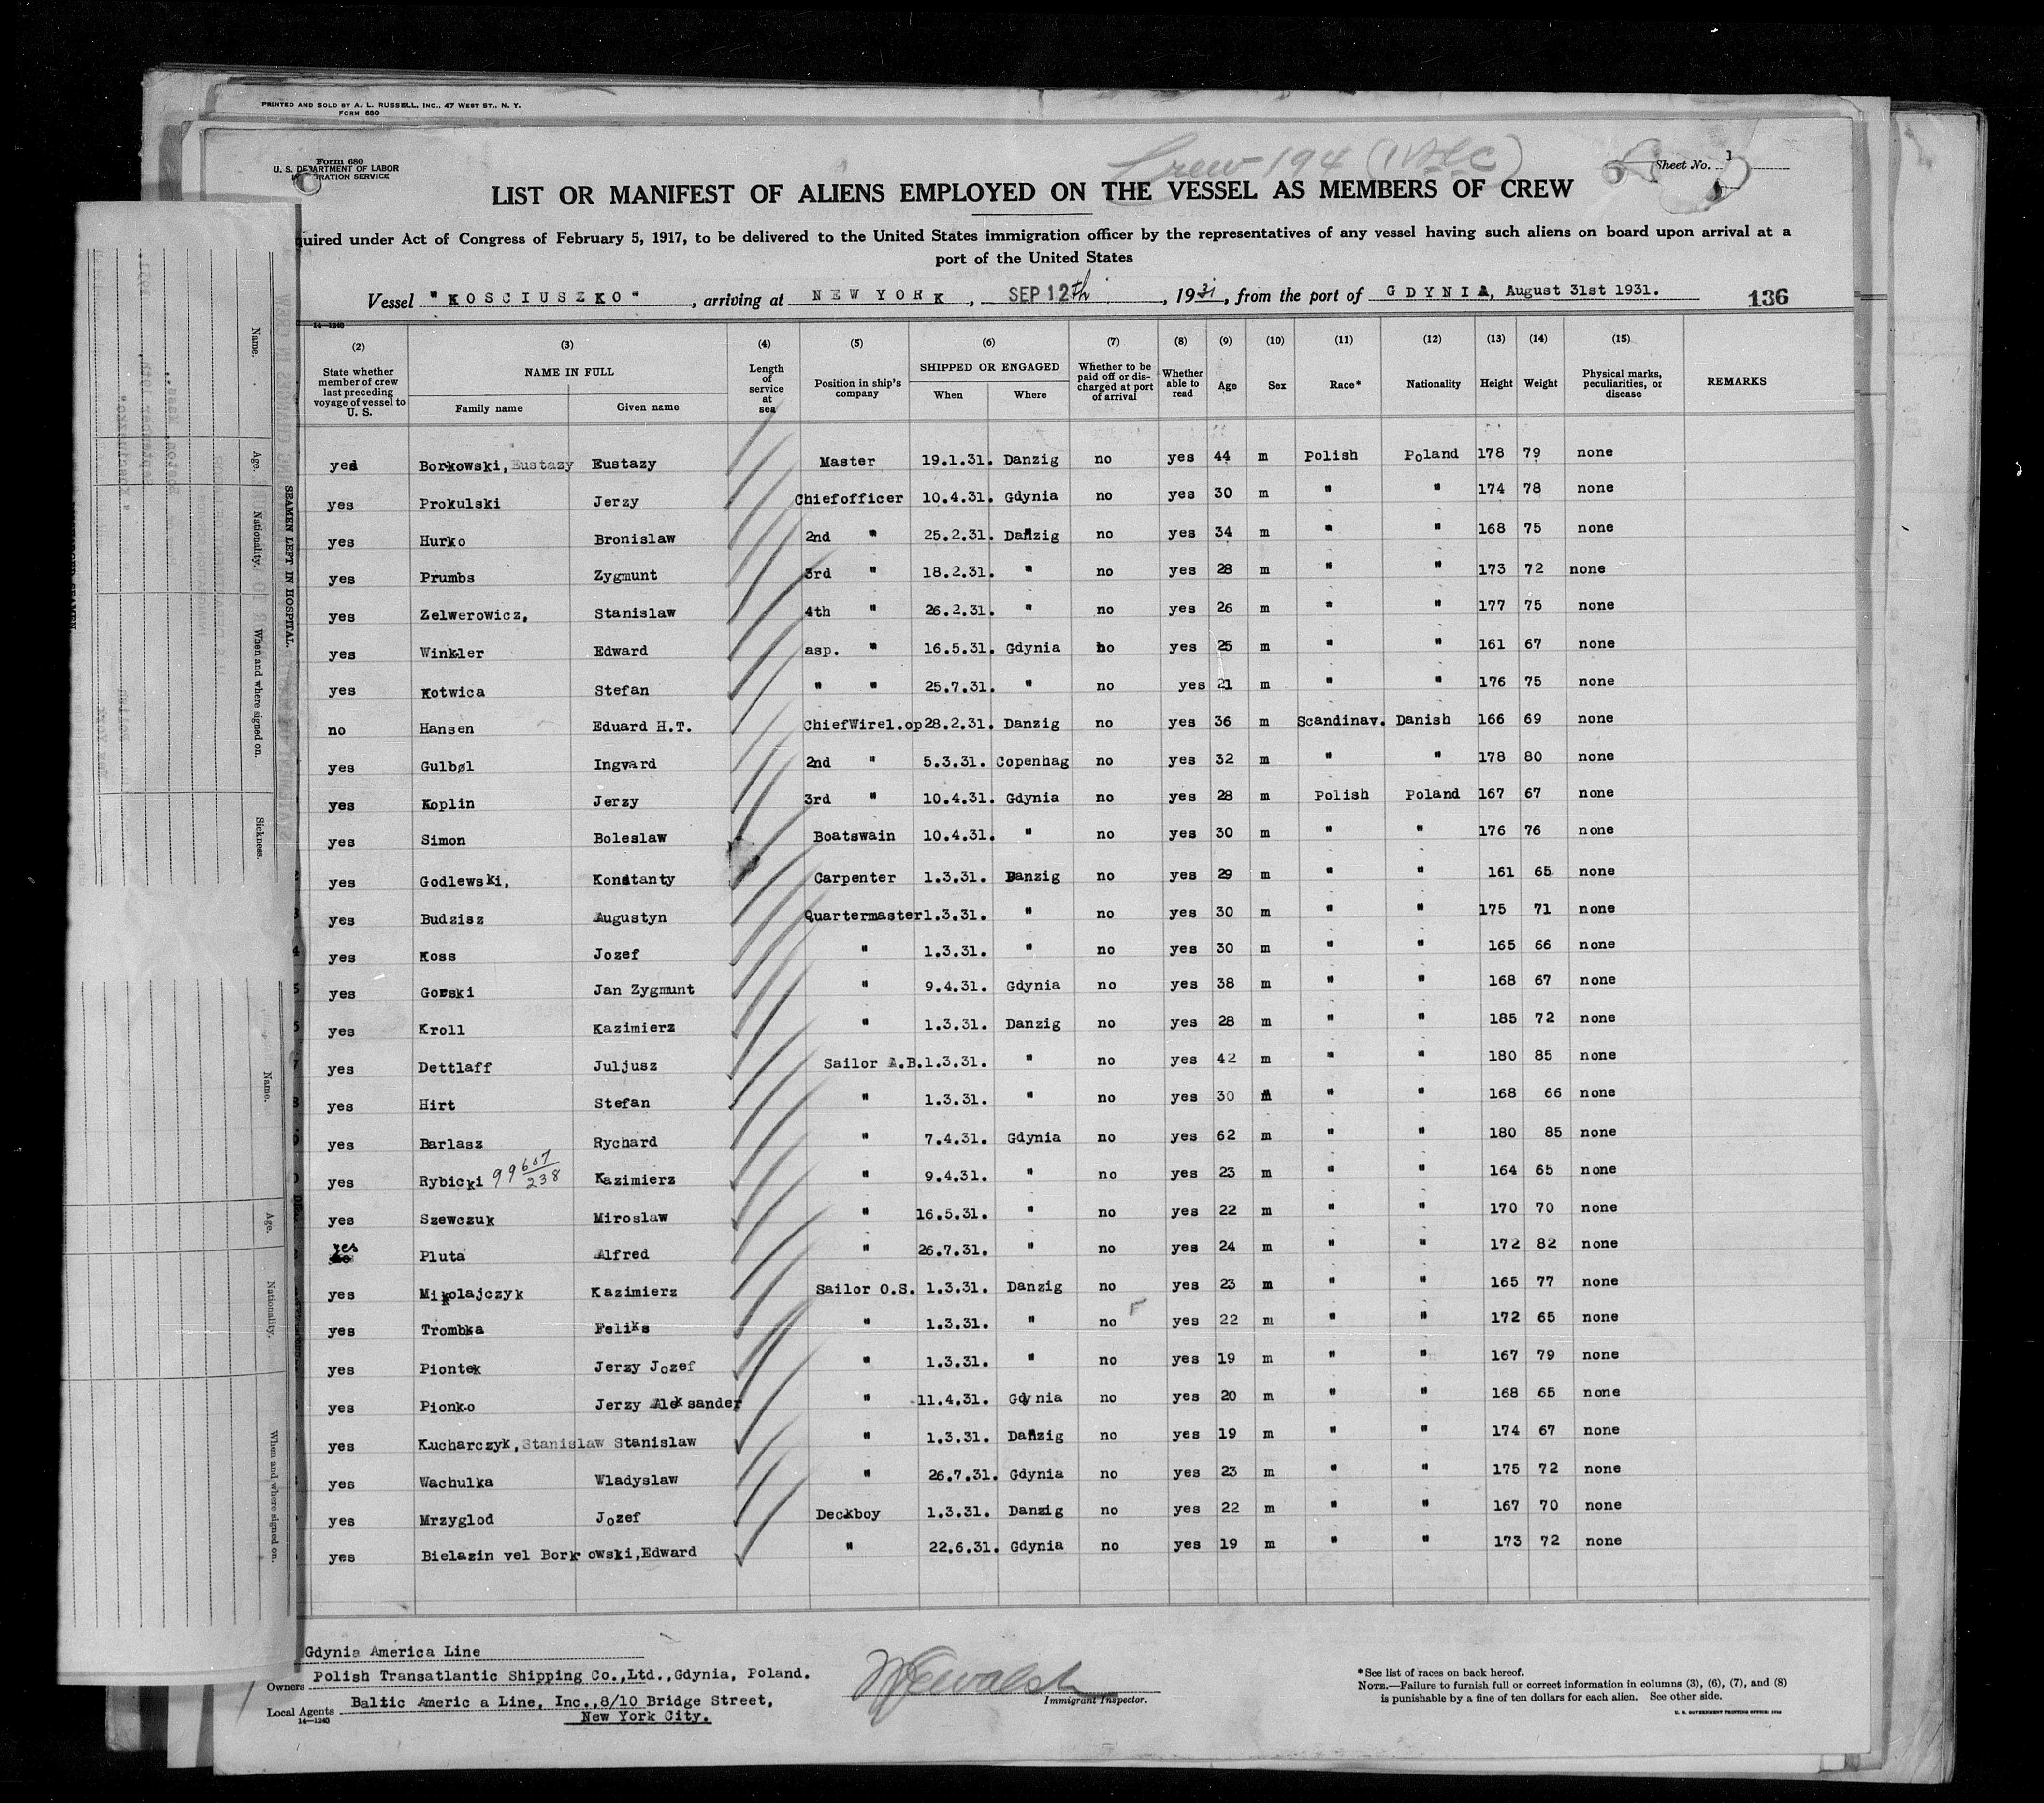 PRINTED AND SOLD BY A. L. RUSSELL, INC., 47 WEST ST., N. Y.
FORM 680
Form 680
U. S. DEPARTMENT OF LABOR
IMMIGRATION SERVICE
Crew 194
Sheet No. 1
LIST OR MANIFEST OF ALIENS EMPLOYED ON THE VESSEL AS MEMBERS OF CREW
quired under Act of Congress of February 5, 1917, to be delivered to the United States immigration officer by the representatives of any vessel having such aliens on board upon arrival at a
port of the United States
Vessel "KOSCIUSZKO", arriving at NEW YORK, SEP 12th, 1931, from the port of GDYNIA, August 31st 1931.
136
14—1240
(2) (3) (4) (5) (6) (7) (8) (9) (10) (11) (12) (13) (14) (15)
State whether member of crew last preceding voyage of vessel to U. S. NAME IN FULL Family name Given name Length of service at sea Position in ship's company SHIPPED OR ENGAGED When Where Whether to be paid off or discharged at port of arrival Whether able to read Age Sex Race* Nationality Height Weight Physical marks, peculiarities, or disease REMARKS
yes Borkowski, Eustazy Eustazy Master 19.1.31. Danzig no yes 44 m Polish Poland 178 79 none
yes Prokulski Jerzy Chiefofficer 10.4.31. Gdynia no yes 30 m " " 174 78 none
yes Hurko Bronislaw 2nd " 25.2.31. Danzig no yes 34 m " " 168 75 none
yes Prumbs Zygmunt 3rd " 18.2.31. " no yes 28 m " " 173 72 none
yes Zelwerowicz, Stanislaw 4th " 26.2.31. " no yes 26 m " " 177 75 none
yes Winkler Edward asp. " 16.5.31. Gdynia no yes 25 m " " 161 67 none
yes Kotwica Stefan " " 25.7.31. " no yes 21 m " " 176 75 none
no Hansen Eduard H.T. ChiefWirel.op 28.2.31. Danzig no yes 36 m Scandinav. Danish 166 69 none
yes Gulbøl Ingvard 2nd " 5.3.31. Copenhag no yes 32 m " " 178 80 none
yes Koplin Jerzy 3rd " 10.4.31. Gdynia no yes 28 m Polish Poland 167 67 none
yes Simon Boleslaw Boatswain 10.4.31. " no yes 30 m " " 176 76 none
yes Godlewski, Konstanty Carpenter 1.3.31. Danzig no yes 29 m " " 161 65 none
yes Budzisz Augustyn Quartermaster 1.3.31. " no yes 30 m " " 175 71 none
yes Koss Jozef " 1.3.31. " no yes 30 m " " 165 66 none
yes Gorski Jan Zygmunt " 9.4.31. Gdynia no yes 38 m " " 168 67 none
yes Kroll Kazimierz " 1.3.31. Danzig no yes 28 m " " 185 72 none
yes Dettlaff Juljusz Sailor A.B. 1.3.31. " no yes 42 m " " 180 85 none
yes Hirt Stefan " 1.3.31. " no yes 30 m " " 168 66 none
yes Barlasz Rychard " 7.4.31. Gdynia no yes 62 m " " 180 85 none
yes Rybicki 99607/238 Kazimierz " 9.4.31. " no yes 23 m " " 164 65 none
yes Szewczuk Miroslaw " 16.5.31. " no yes 22 m " " 170 70 none
yes Pluta Alfred " 26.7.31. " no yes 24 m " " 172 82 none
yes Mikolajczyk Kazimierz Sailor O.S. 1.3.31. Danzig no yes 23 m " " 165 77 none
yes Trombka Feliks " 1.3.31. " no yes 22 m " " 172 65 none
yes Piontek Jerzy Jozef " 1.3.31. " no yes 19 m " " 167 79 none
yes Pionko Jerzy Aleksander " 11.4.31. Gdynia no yes 20 m " " 168 65 none
yes Kucharczyk, Stanislaw Stanislaw " 1.3.31. Danzig no yes 19 m " " 174 67 none
yes Wachulka Wladyslaw " 26.7.31. Gdynia no yes 23 m " " 175 72 none
yes Mrzyglod Jozef Deckboy 1.3.31. Danzig no yes 22 m " " 167 70 none
yes Bielazin vel Borkowski, Edward " 22.6.31. Gdynia no yes 19 m " " 173 72 none
Gdynia America Line
Owners Polish Transatlantic Shipping Co.,Ltd.,Gdynia, Poland.
Local Agents Baltic America Line, Inc.,8/10 Bridge Street,
New York City.
14—1240
Immigrant Inspector.
*See list of races on back hereof.
NOTE.—Failure to furnish full or correct information in columns (3), (6), (7), and (8)
is punishable by a fine of ten dollars for each alien. See other side.
U. S. GOVERNMENT PRINTING OFFICE: 1930
SEAMEN LEFT IN HOSPITAL.
Name. Age. Nationality. When and where signed on. Sickness.
Name. Age. Nationality. When and where signed on.